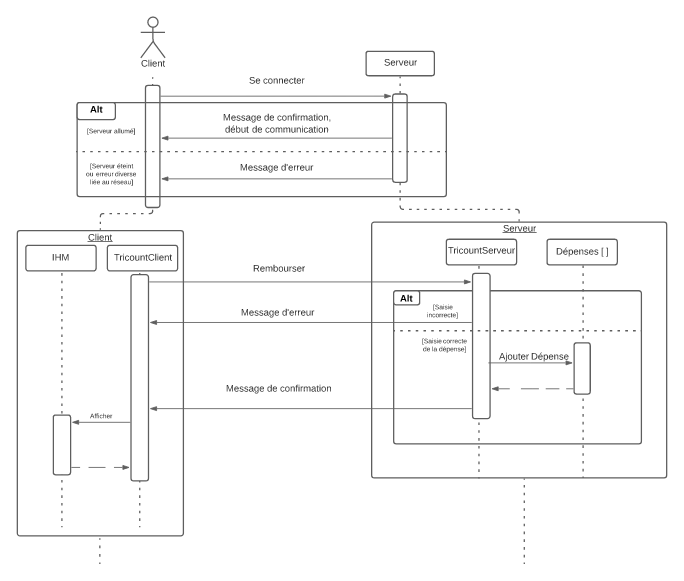 Client
Serveur
Se connecter
Alt
[Serveur allumé]
Message de confirmation,
début de communication
[Serveur éteint
ou erreur diverse
liée au réseau]
Message d'erreur
Client
IHM
TricountClient
Serveur
TricountServeur
Dépenses [ ]
Rembourser
Alt
[Saisie
incorrecte]
Message d'erreur
[Saisie correcte
de la dépense]
Ajouter Dépense
Message de confirmation
Afficher